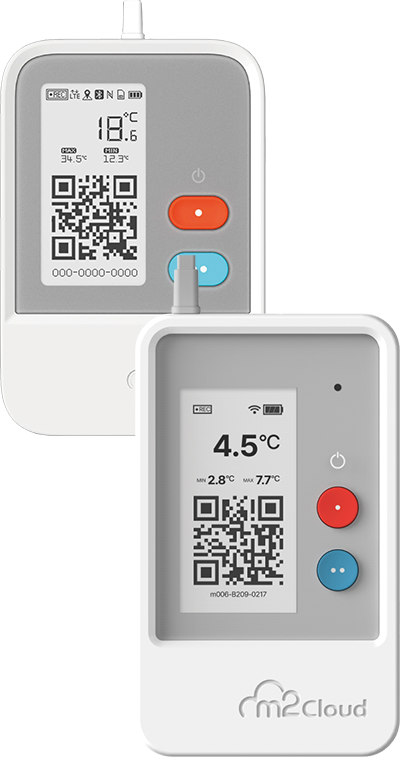 REC LTE N
18.6°C
MAX MIN
34.5°C 12.3°C
000-0000-0000
REC
4.5°C
MIN 2.8°C MAX 7.7°C
m006-8209-0217
m2Cloud